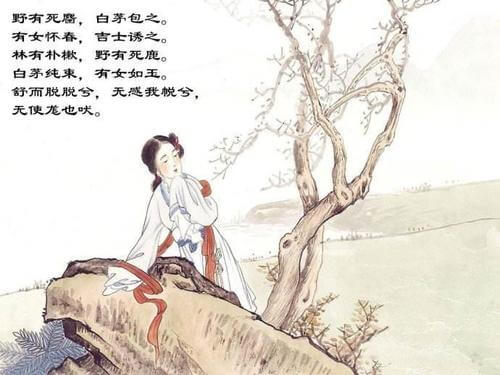 野有死麕，白茅包之。
有女怀春，吉士诱之。
林有朴樕，野有死鹿。
白茅纯束，有女如玉。
舒而脱脱兮，无感我帨兮，
无使尨也吠。